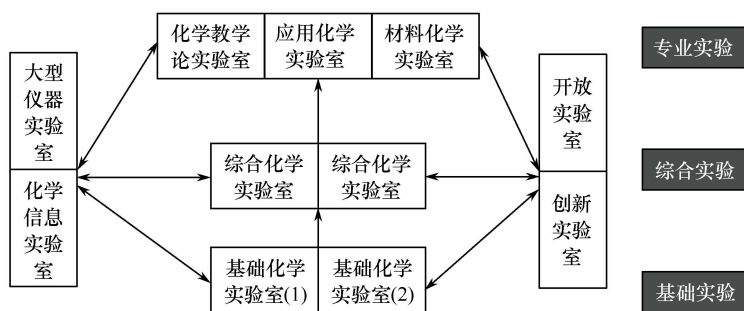 化学教学
论实验室
应用化学
实验室
材料化学
实验室
专业实验
大型
仪器
实验
室
开放
实验
室
综合化学
实验室
综合化学
实验室
综合实验
化学
信息
实验
室
创新
实验
室
基础化学
实验室(1)
基础化学
实验室(2)
基础实验